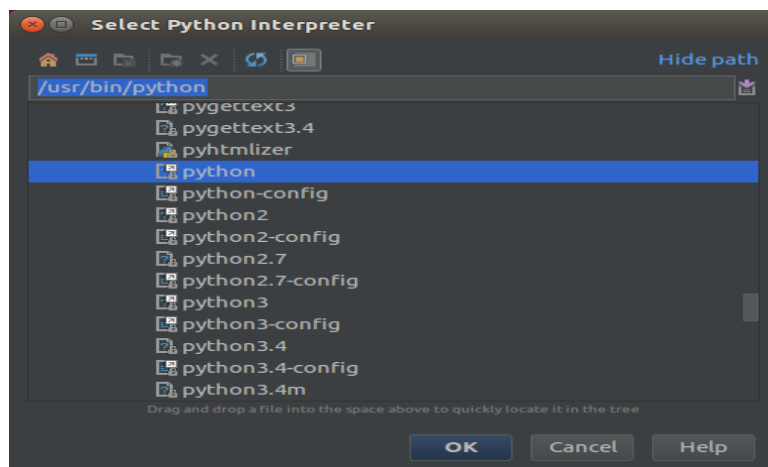 Select Python Interpreter
Hide path
/usr/bin/python
pygettext3
pygettext3.4
pyhtmlizer
python
python-config
python2
python2-config
python2.7
python2.7-config
python3
python3-config
python3.4
python3.4-config
python3.4m
Drag and drop a file into the space above to quickly locate it in the tree
OK Cancel Help